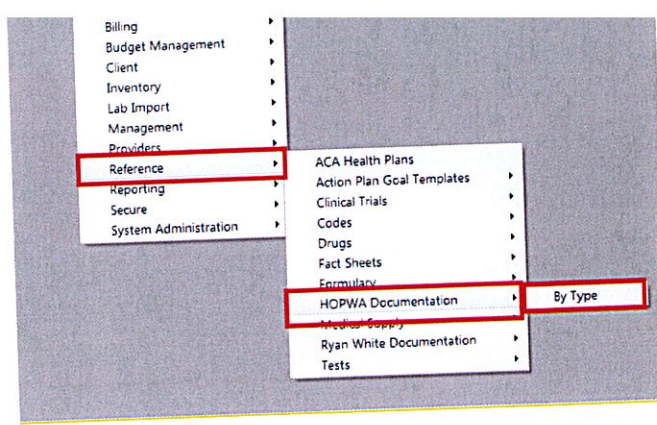 Billing
Budget Management
Client
Inventory
Lab Import
Management
Providers
Reference
Reporting
Secure
System Administration
ACA Health Plans
Action Plan Goal Templates
Clinical Trials
Codes
Drugs
Fact Sheets
Formulary
HOPWA Documentation
By Type
Medical Supply
Ryan White Documentation
Tests